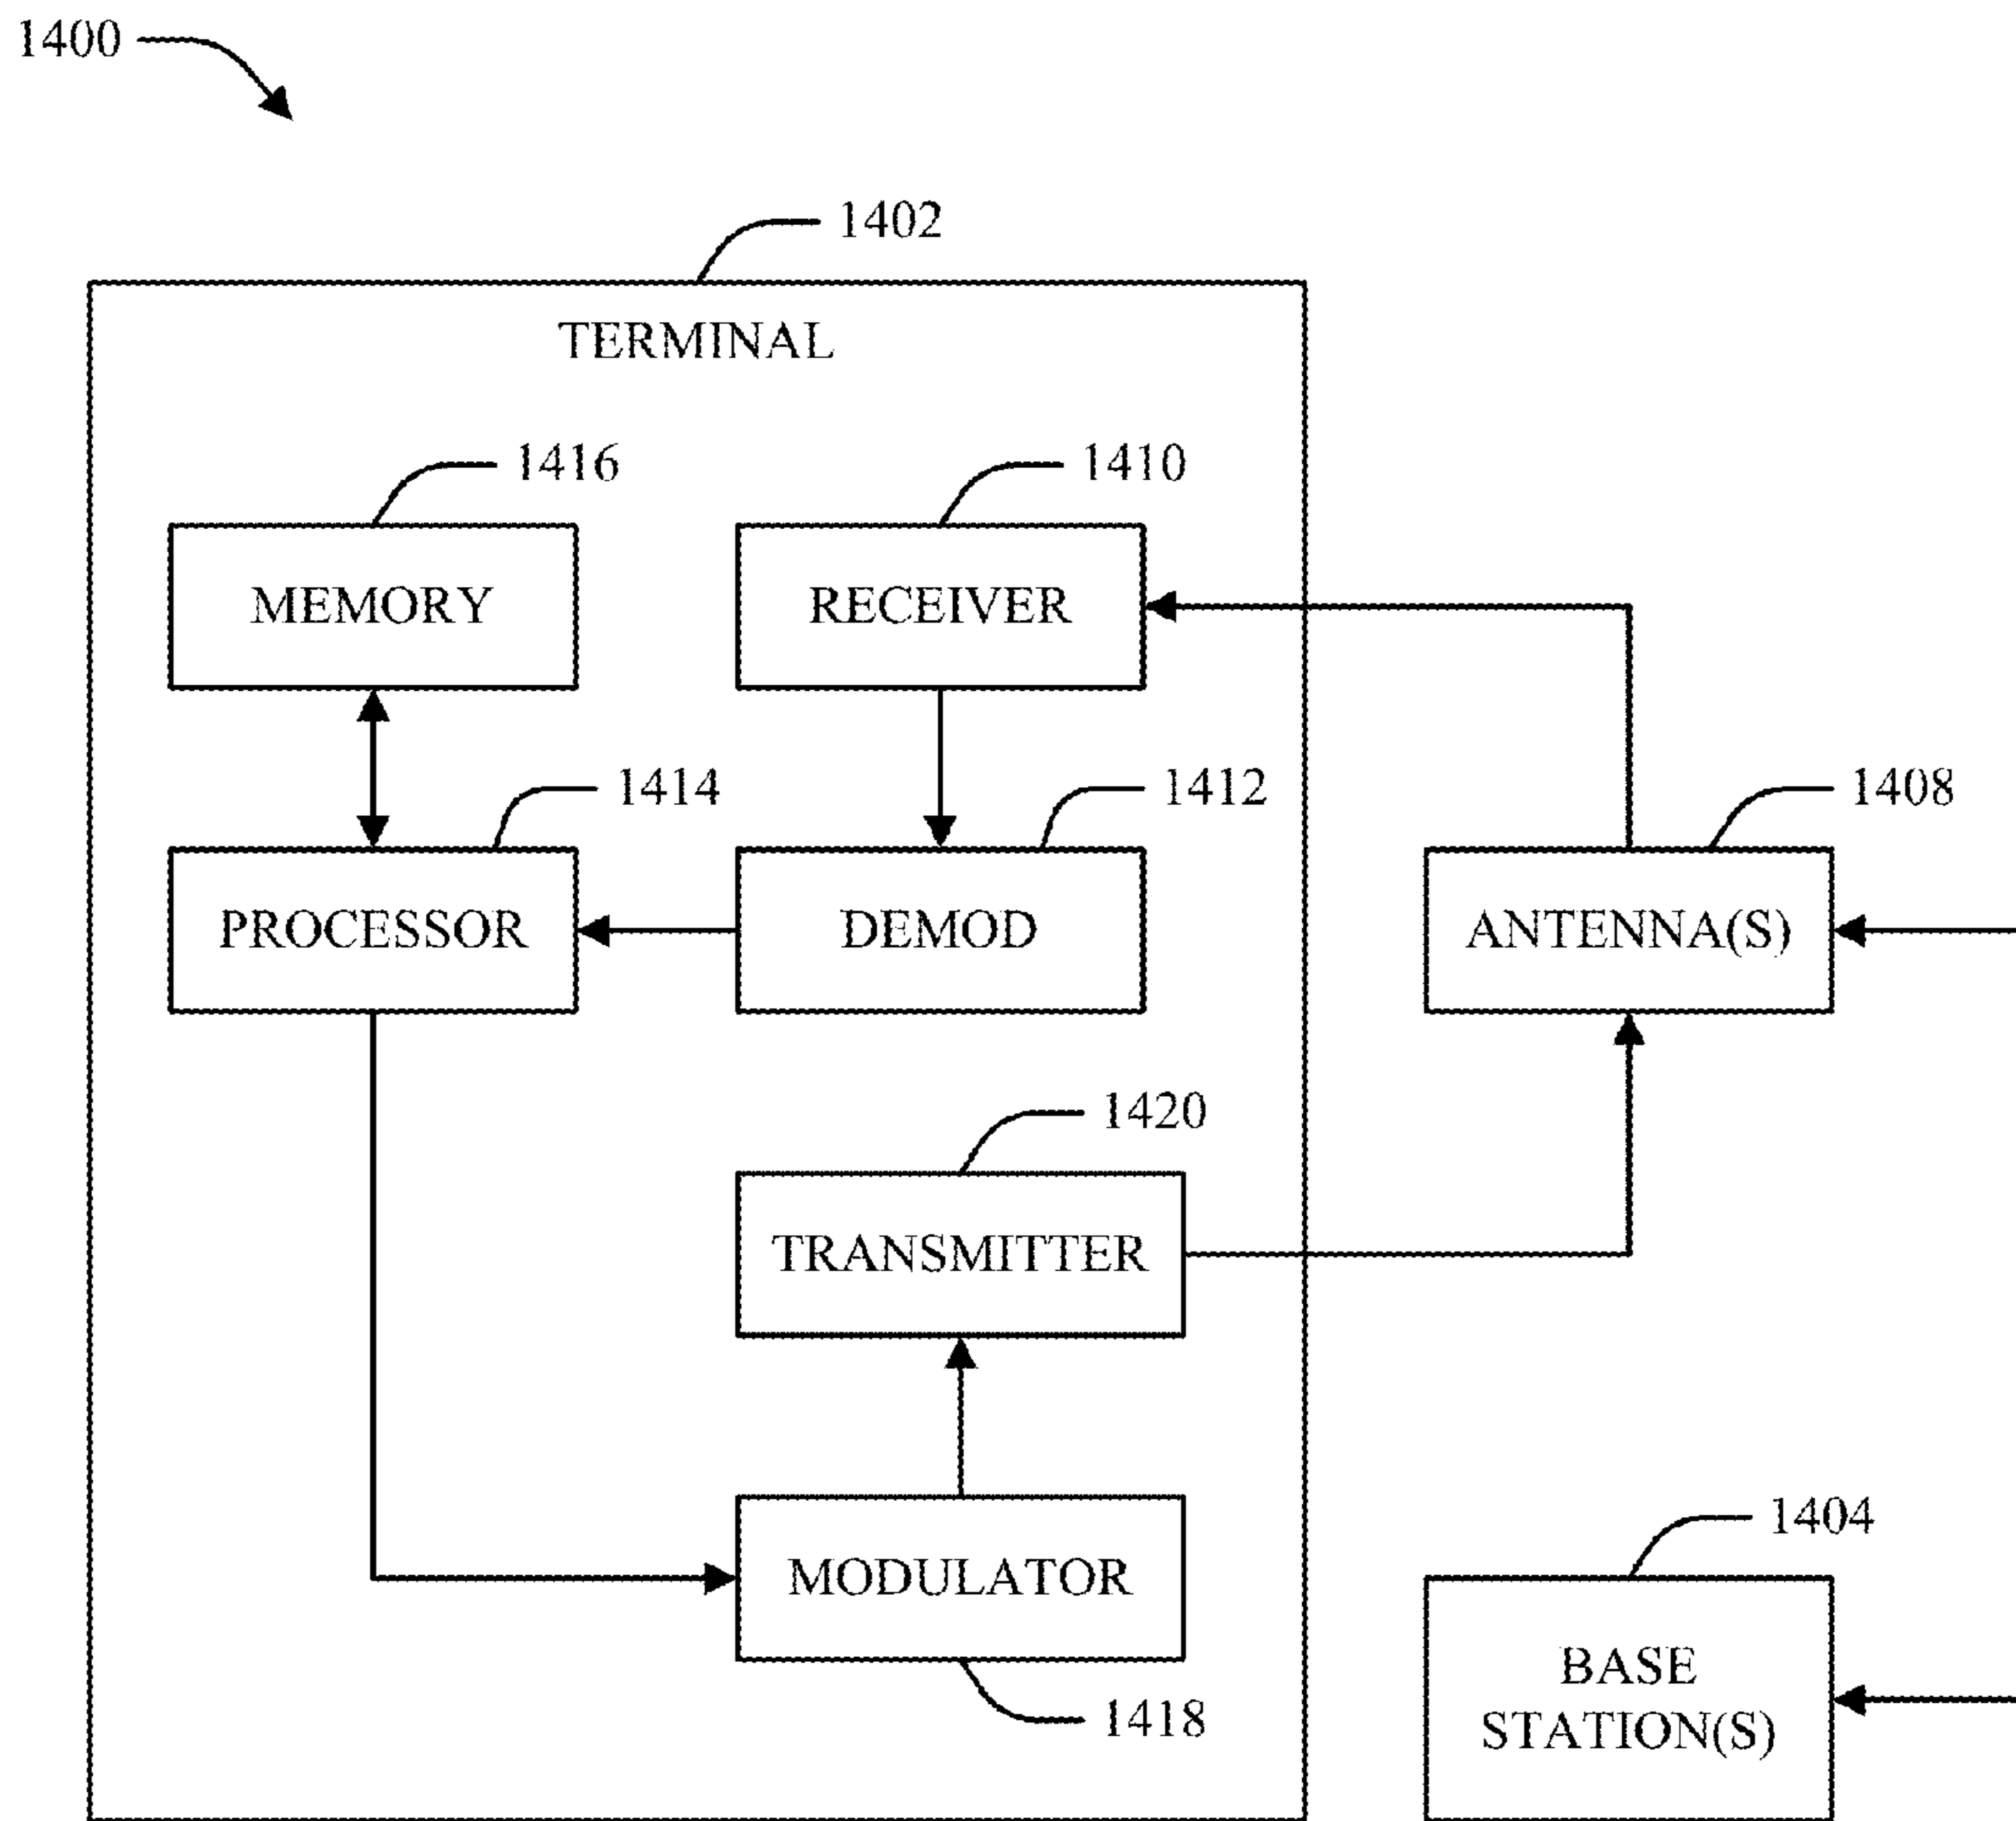 1400
1402
TERMINAL
1416
1410
MEMORY
RECEIVER
1414
1412
1408
PROCESSOR
DEMOD
ANTENNA(S)
1420
TRANSMITTER
1404
MODULATOR
BASE
STATION(S)
1418